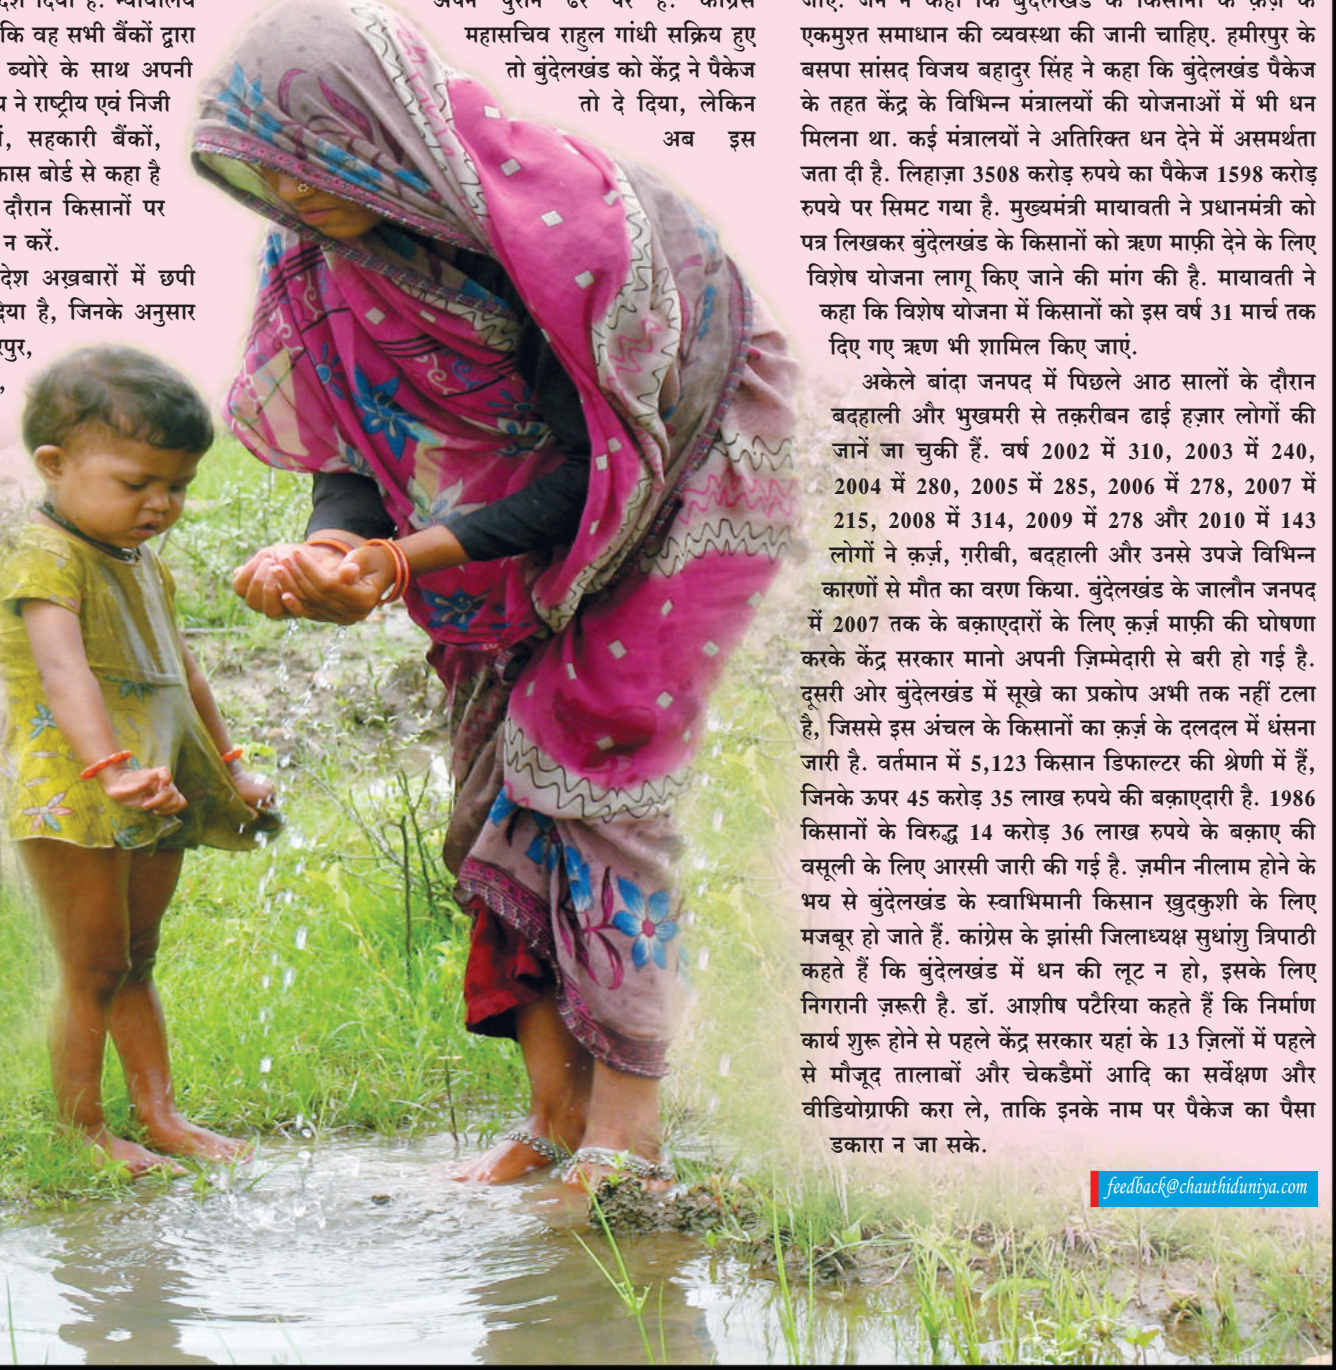 कि वह सभी बैंकों द्वारा
ब्योरे के साथ अपनी
ने राष्ट्रीय एवं निजी
सहकारी बैंकों,
बोर्ड से कहा है
दौरान किसानों पर
न करें.
अख़बारों में छपी
है, जिनके अनुसार
महासचिव राहुल गांधी सक्रिय हुए
तो बुंदेलखंड को केंद्र ने पैकेज
तो दे दिया, लेकिन
अब इस
जाएं. जैन ने कहा कि बुंदेलखंड के किसानों के क़र्ज़ के
एकमुश्त समाधान की व्यवस्था की जानी चाहिए. हमीरपुर के
बसपा सांसद विजय बहादुर सिंह ने कहा कि बुंदेलखंड पैकेज
के तहत केंद्र के विभिन्न मंत्रालयों की योजनाओं में भी धन
मिलना था. कई मंत्रालयों ने अतिरिक्त धन देने में असमर्थता
जता दी है. लिहाज़ा 3508 करोड़ रुपये का पैकेज 1598 करोड़
रुपये पर सिमट गया है. मुख्यमंत्री मायावती ने प्रधानमंत्री को
पत्र लिखकर बुंदेलखंड के किसानों को ऋण माफ़ी देने के लिए
विशेष योजना लागू किए जाने की मांग की है. मायावती ने
कहा कि विशेष योजना में किसानों को इस वर्ष 31 मार्च तक
दिए गए ऋण भी शामिल किए जाएं.
अकेले बांदा जनपद में पिछले आठ सालों के दौरान
बदहाली और भुखमरी से तक़रीबन ढाई हज़ार लोगों की
जानें जा चुकी हैं. वर्ष 2002 में 310, 2003 में 240,
2004 में 280, 2005 में 285, 2006 में 278, 2007 में
215, 2008 में 314, 2009 में 278 और 2010 में 143
लोगों ने क़र्ज़, ग़रीबी, बदहाली और उनसे उपजे विभिन्न
कारणों से मौत का वरण किया. बुंदेलखंड के जालौन जनपद
में 2007 तक के बक़ाएदारों के लिए क़र्ज़ माफ़ी की घोषणा
करके केंद्र सरकार मानो अपनी ज़िम्मेदारी से बरी हो गई है.
दूसरी ओर बुंदेलखंड में सूखे का प्रकोप अभी तक नहीं टला
है, जिससे इस अंचल के किसानों का क़र्ज़ के दलदल में धंसना
जारी है. वर्तमान में 5,123 किसान डिफाल्टर की श्रेणी में हैं,
जिनके ऊपर 45 करोड़ 35 लाख रुपये की बक़ाएदारी है. 1986
किसानों के विरुद्ध 14 करोड़ 36 लाख रुपये के बक़ाए की
वसूली के लिए आरसी जारी की गई है. ज़मीन नीलाम होने के
भय से बुंदेलखंड के स्वाभिमानी किसान ख़ुदकुशी के लिए
मजबूर हो जाते हैं. कांग्रेस के झांसी जिलाध्यक्ष सुधांशु त्रिपाठी
कहते हैं कि बुंदेलखंड में धन की लूट न हो, इसके लिए
निगरानी ज़रूरी है. डॉ. आशीष पटैरिया कहते हैं कि निर्माण
कार्य शुरू होने से पहले केंद्र सरकार यहां के 13 ज़िलों में पहले
से मौजूद तालाबों और चेकडैमों आदि का सर्वेक्षण और
वीडियोग्राफी करा ले, ताकि इनके नाम पर पैकेज का पैसा
डकारा न जा सके.
feedback@chauthiduniya.com